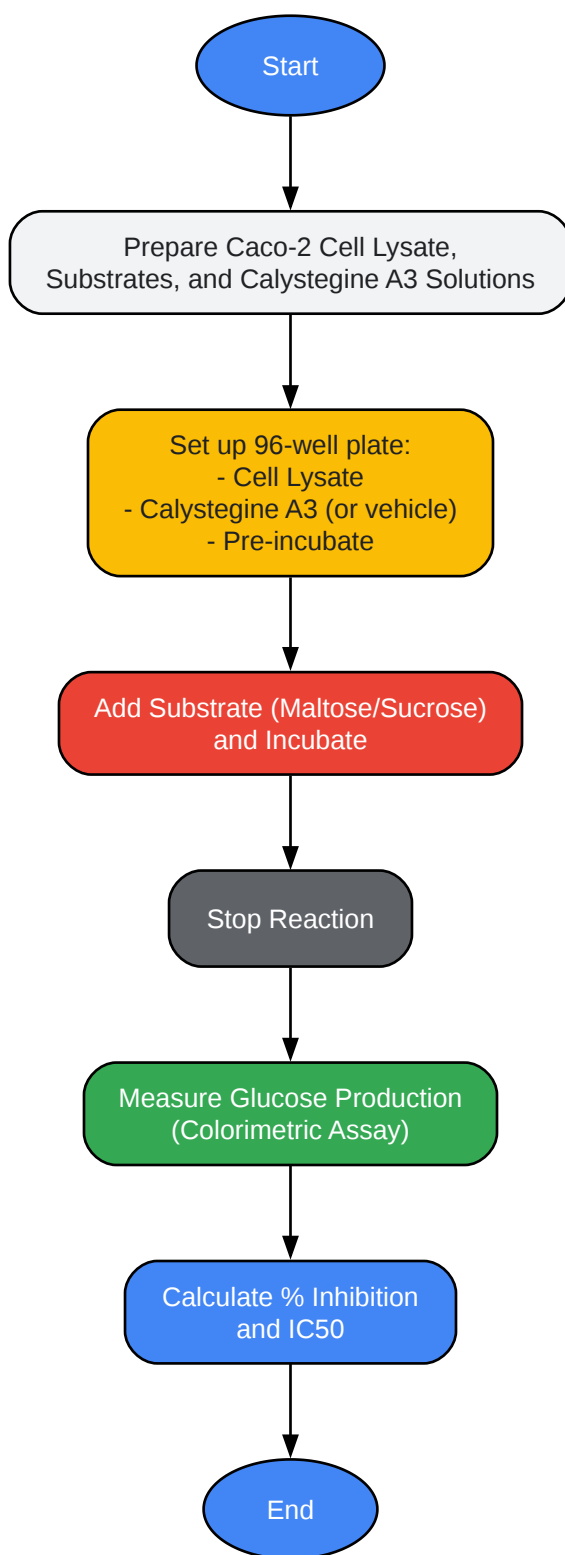 Start
Prepare Caco-2 Cell Lysate,
Substrates, and Calystegine A3 Solutions
Set up 96-well plate:
- Cell Lysate
- Calystegine A3 (or vehicle)
- Pre-incubate
Add Substrate (Maltose/Sucrose)
and Incubate
Stop Reaction
Measure Glucose Production
(Colorimetric Assay)
Calculate % Inhibition
and IC50
End